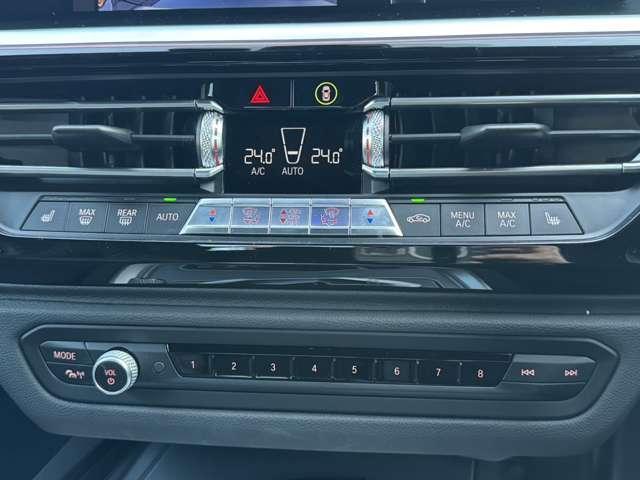 24.0° 24.0°
A/C AUTO
MAX REAR AUTO MENU A/C MAX A/C
MODE
VOL
1 2 3 4 5 6 7 8